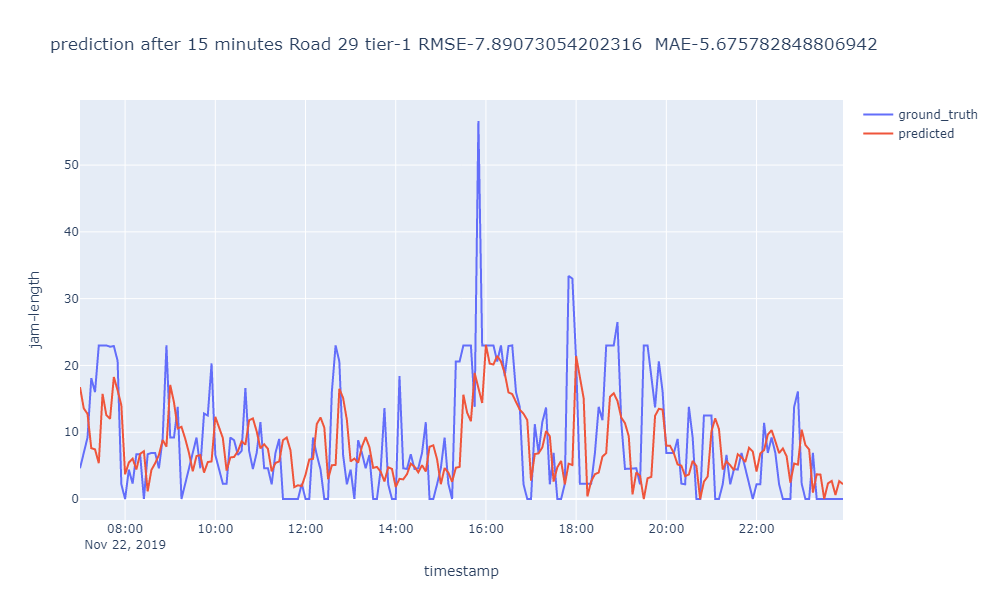 prediction after 15 minutes Road 29 tier-1 RMSE-7.89073054202316 MAE-5.675782848806942
ground_truth
predicted
50
40
30
20
10
0
jam-length
08:00 10:00 12:00 14:00 16:00 18:00 20:00 22:00
Nov 22, 2019
timestamp